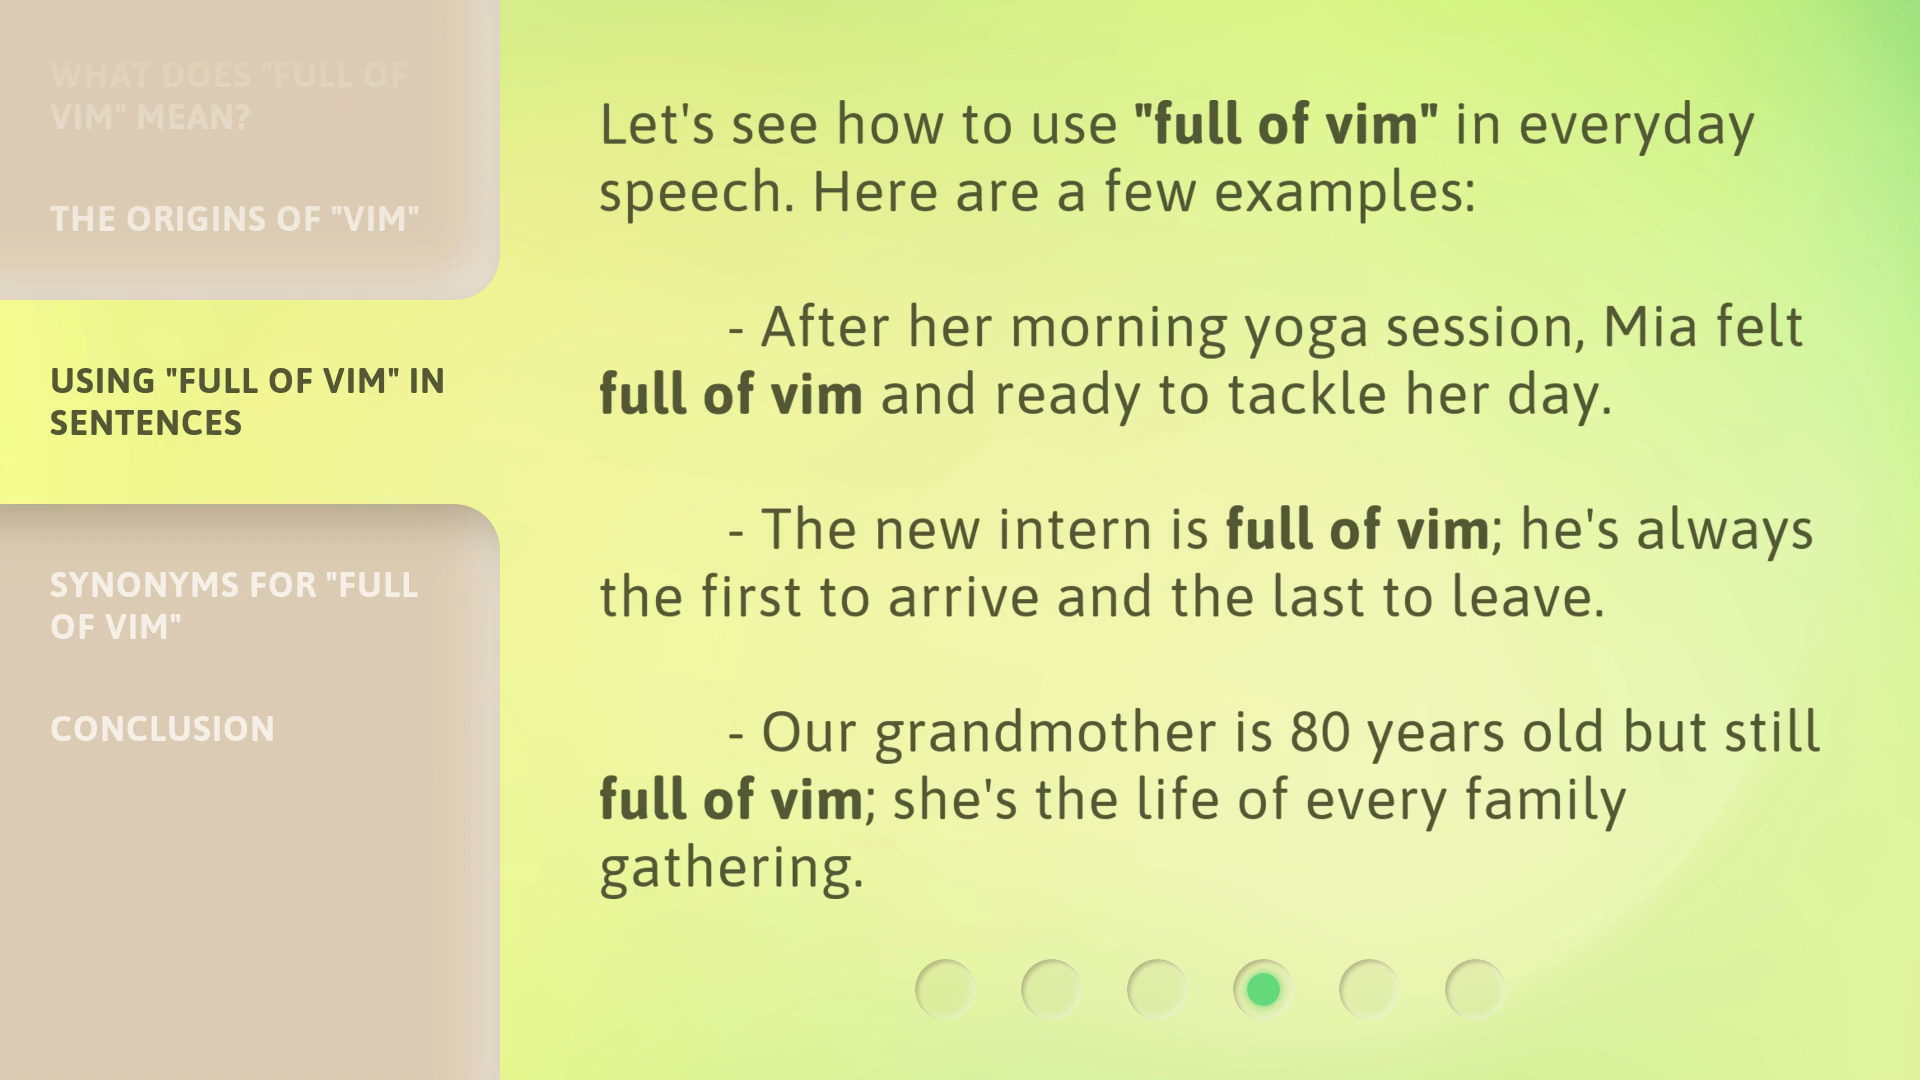 WHAT DOES "FULL OF
VIM" MEAN?
THE ORIGINS OF "VIM"
USING "FULL OF VIM" IN
SENTENCES
SYNONYMS FOR "FULL
OF VIM"
CONCLUSION
Let's see how to use "full of vim" in everyday
speech. Here are a few examples:
- After her morning yoga session, Mia felt
full of vim and ready to tackle her day.
- The new intern is full of vim; he's always
the first to arrive and the last to leave.
- Our grandmother is 80 years old but still
full of vim; she's the life of every family
gathering.